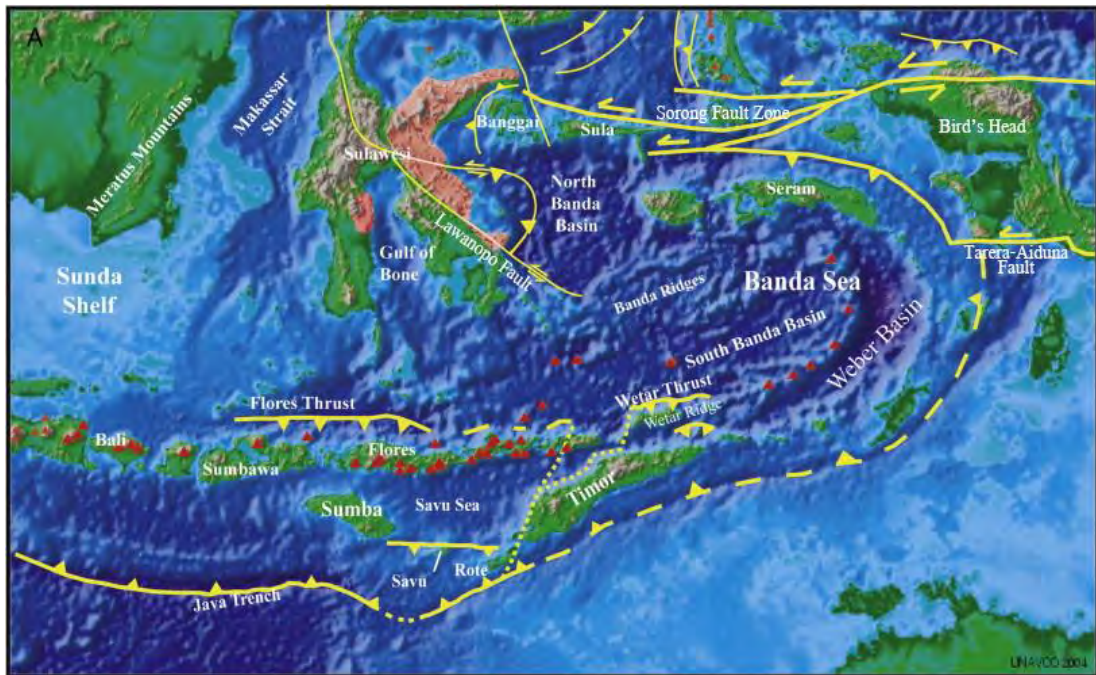 A
Meratus Mountains
Makassar
Strait
Sunda
Shelf
Sulawesi
Gulf of
Bone
Lawanopo Fault
Banggai
Sula
Sorong Fault Zone
Bird's Head
North
Banda
Basin
Seram
Tarera-Aiduna
Fault
Banda Ridges
Banda Sea
South Banda Basin
Weber Basin
Wetar Thrust
Wetar Ridge
Flores Thrust
Bali
Sumbawa
Flores
Sumba
Savu Sea
Timor
Savu
Rote
Java Trench
UNAVCO 2004